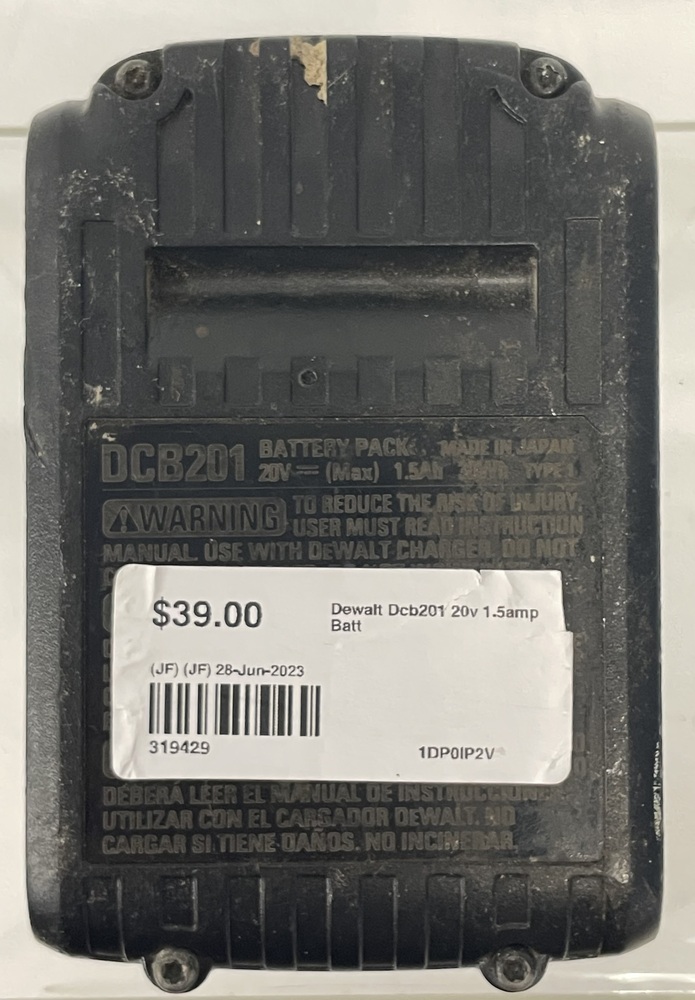 DCB201 BATTERY PACK MADE IN JAPAN
20V (Max) 1.5Ah TYPE 1
WARNING TO REDUCE THE RISK OF INJURY,
USER MUST READ INSTRUCTION
MANUAL. USE WITH DEWALT CHARGER. DO NOT
$39.00 Dewalt Dcb201 20v 1.5amp
Batt
(JF) (JF) 28-Jun-2023
319429 1DP0IP2V
DEBERÁ LEER EL MANUAL DE
UTILIZAR CON EL CARGADOR DEWALT. NO
CARGAR SI TIENE DAÑOS. NO INCINERAR.